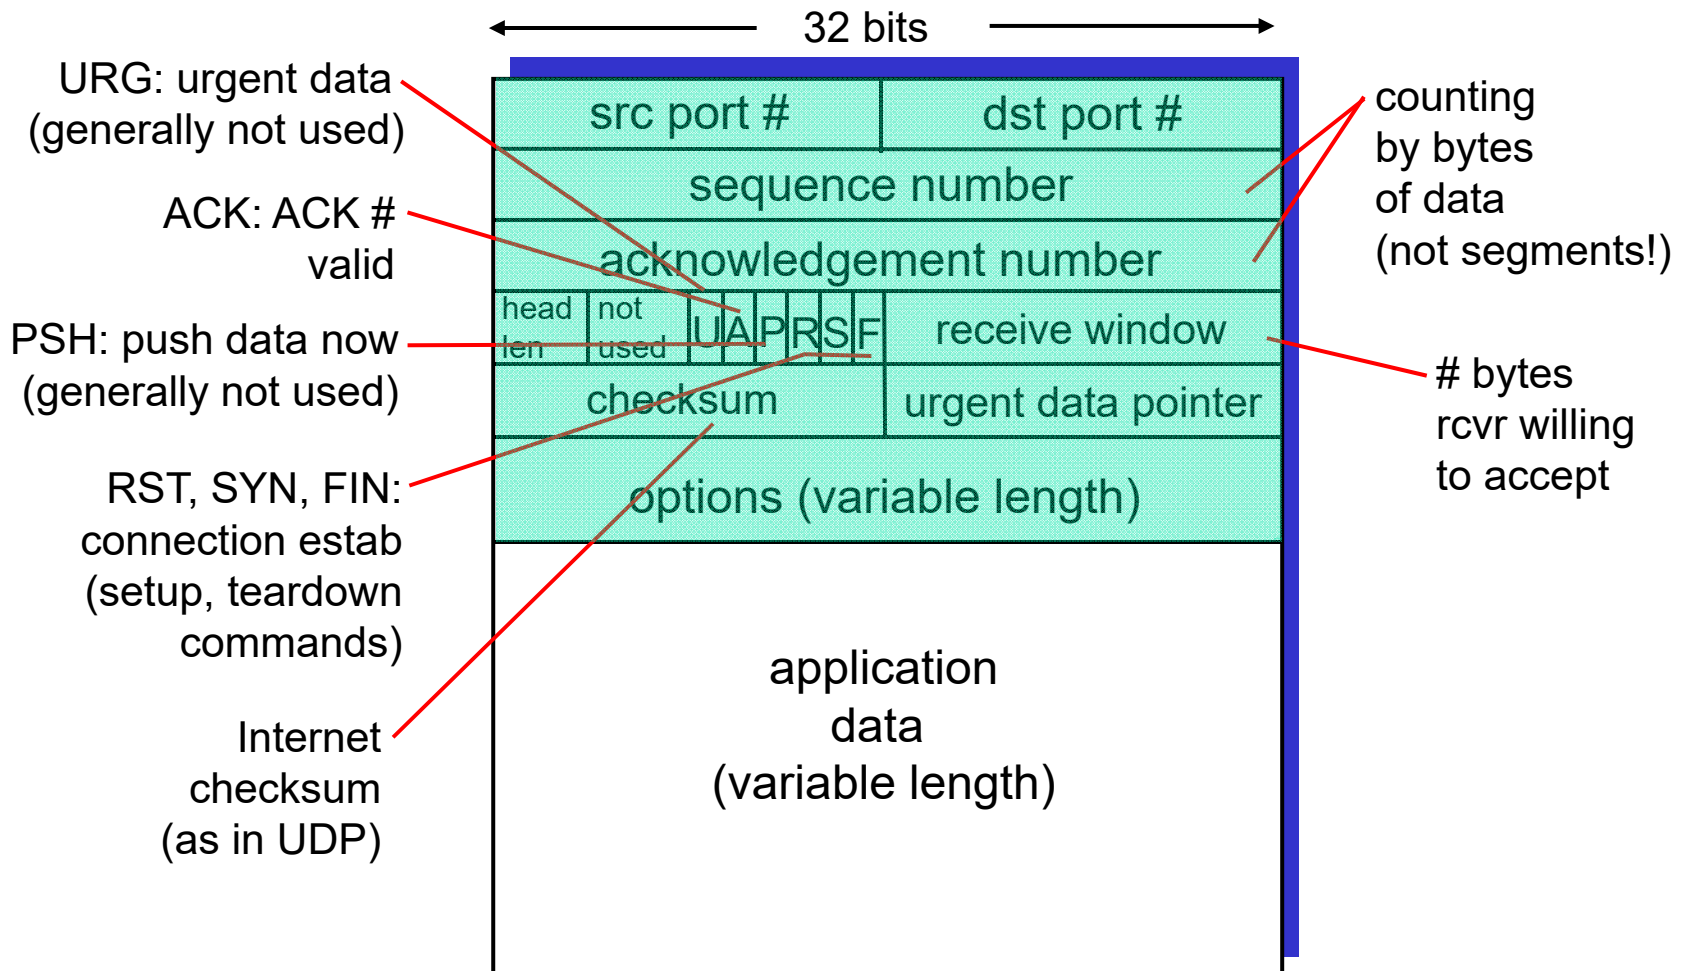 32 bits
URG: urgent data
(generally not used)
ACK: ACK #
valid
PSH: push data now
(generally not used)
RST, SYN, FIN:
connection estab
(setup, teardown
commands)
Internet
checksum
(as in UDP)
src port #
dst port #
sequence number
acknowledgement number
head
len
not
used
U
A
P
R
S
F
receive window
checksum
urgent data pointer
options (variable length)
application
data
(variable length)
counting
by bytes
of data
(not segments!)
# bytes
rcvr willing
to accept